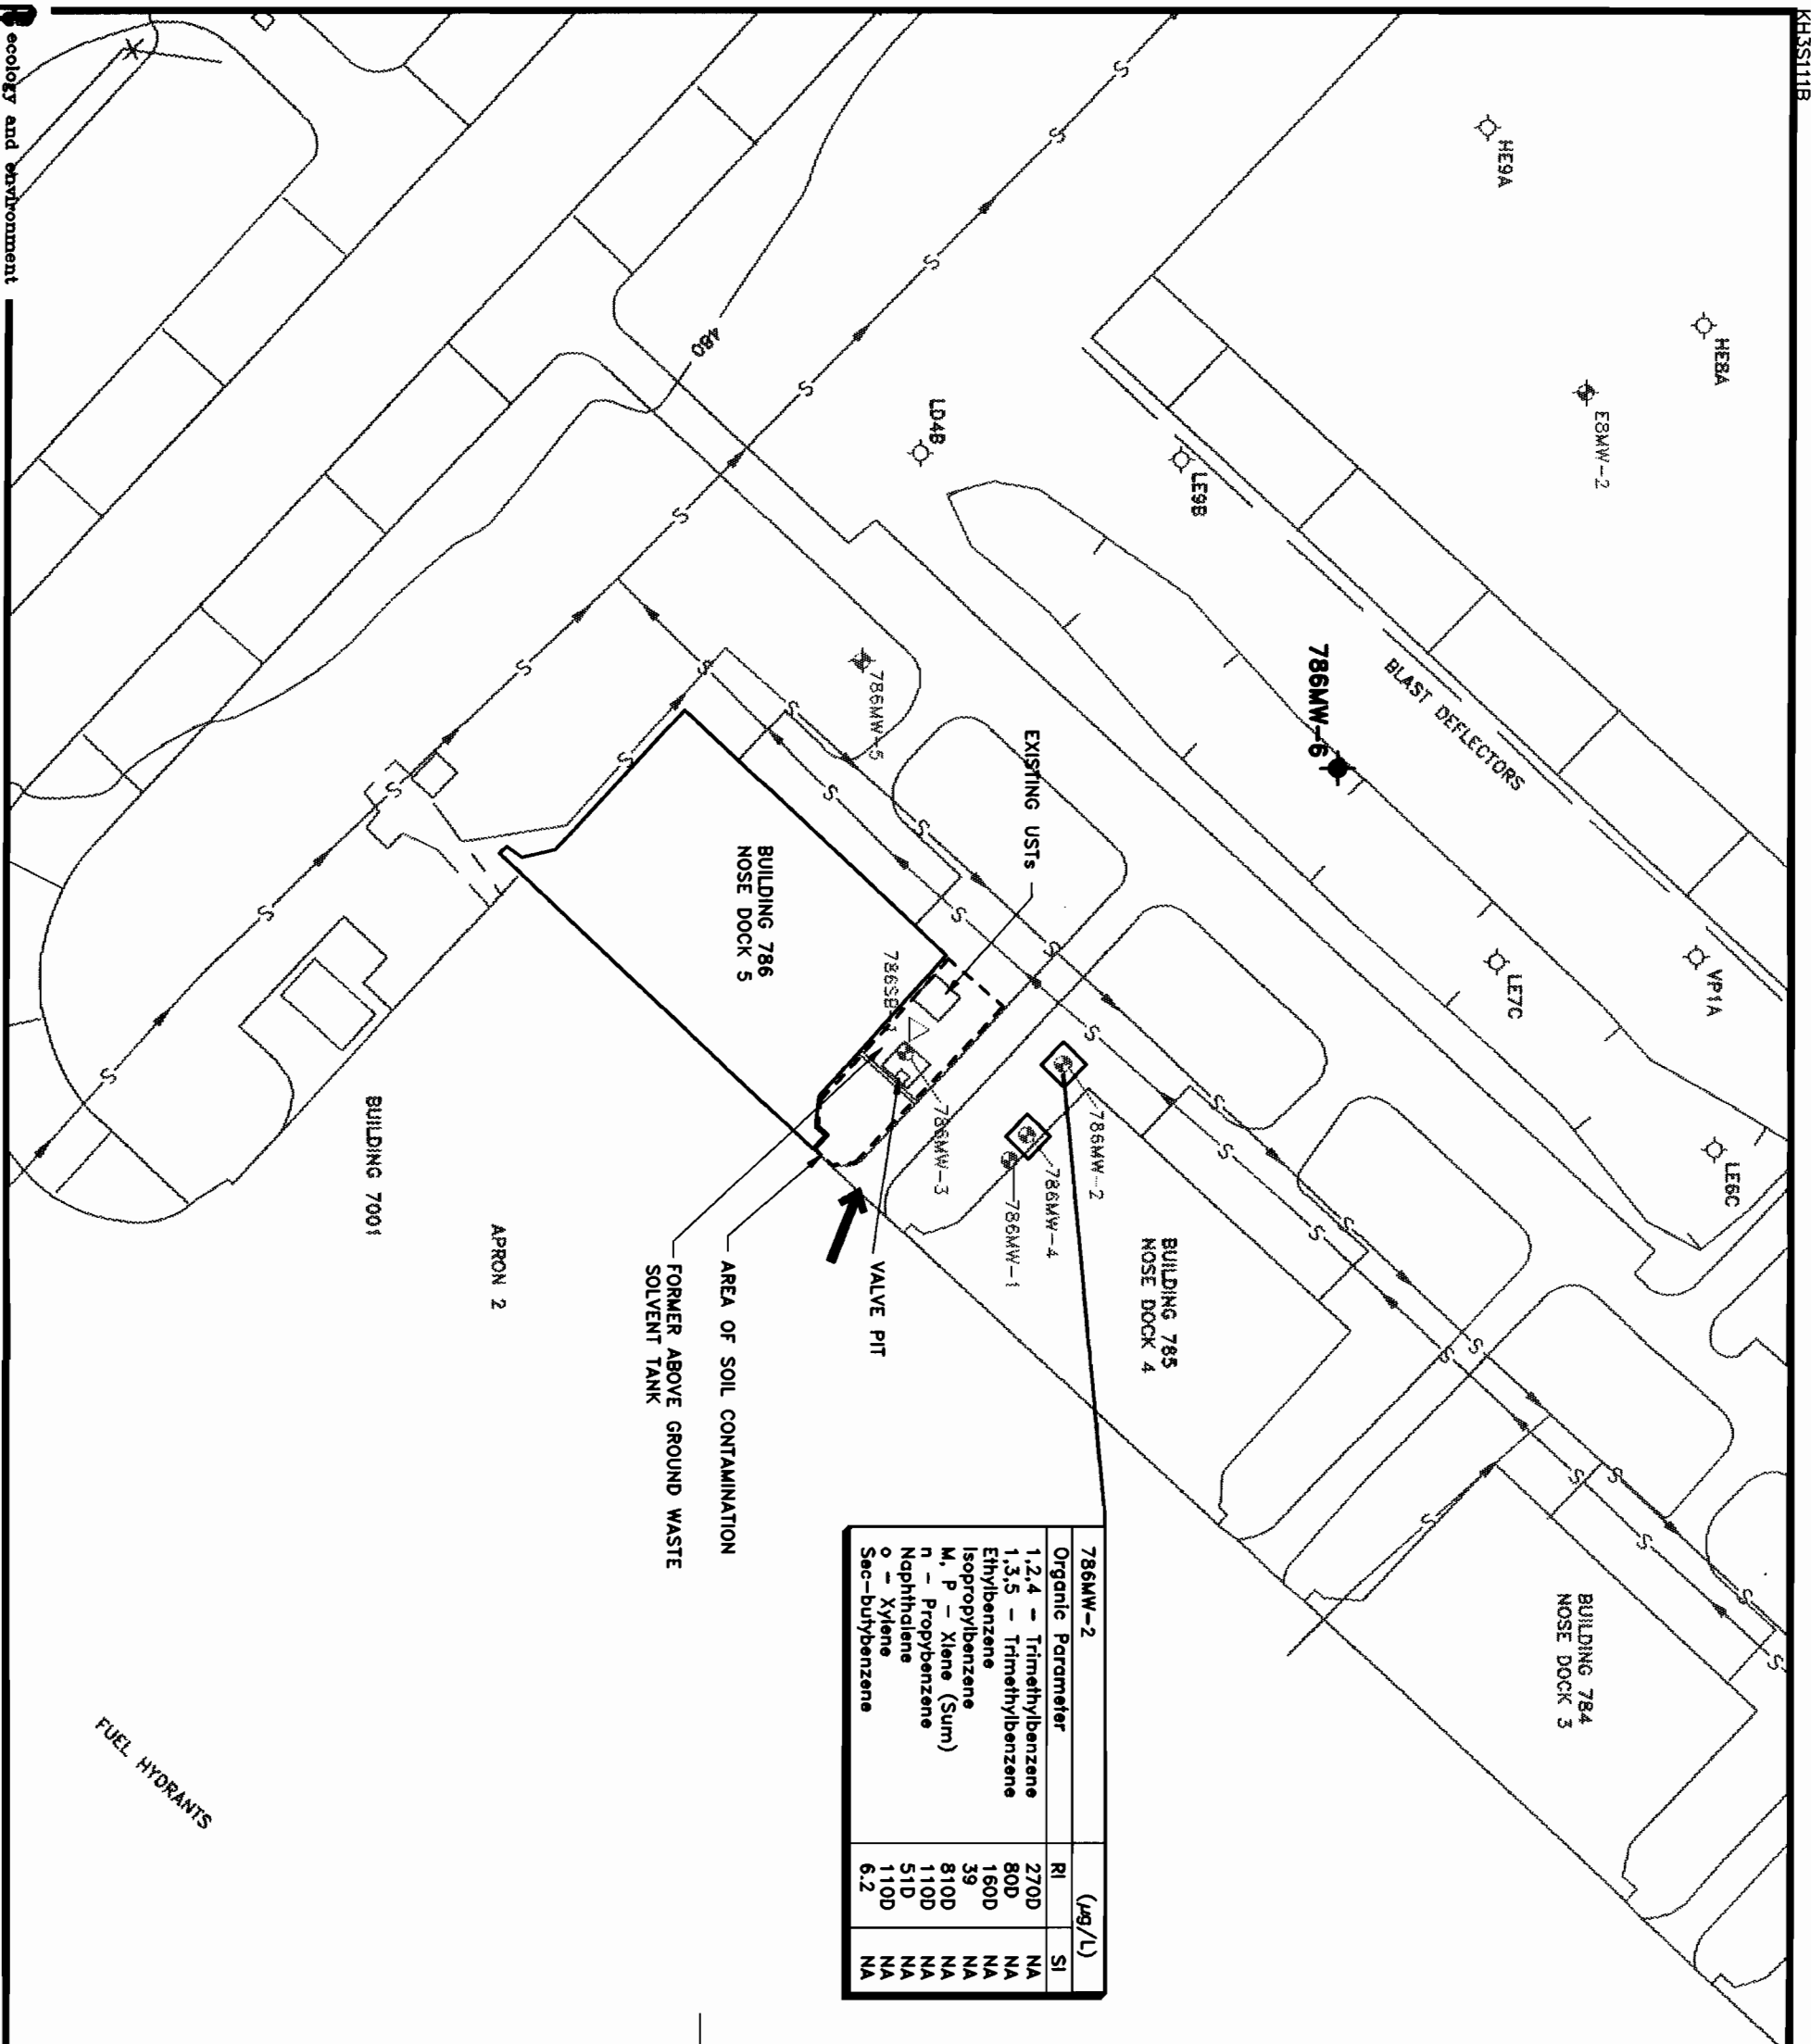 KH3S111B
HE8A
E8MW-2
HE9A
LE9B
LD4B
BLAST DEFLECTORS
786MW-6
VP1A
LE7C
LE6C
480
786MW-5
EXISTING USTs
BUILDING 786
NOSE DOCK 5
786MW-3
786MW-2
786MW-4
786MW-1
VALVE PIT
AREA OF SOIL CONTAMINATION
FORMER ABOVE GROUND WASTE
SOLVENT TANK
BUILDING 785
NOSE DOCK 4
BUILDING 784
NOSE DOCK 3
BUILDING 7001
APRON 2
FUEL HYDRANTS
786MW-2 (µg/L)
Organic Parameter RI SI
1,2,4 - Trimethylbenzene 270D NA
1,3,5 - Trimethylbenzene 80D NA
Ethylbenzene 160D NA
Isopropylbenzene 39 NA
M, P - Xlene (Sum) 810D NA
n - Propybenzene 110D NA
Naphthalene 51D NA
o - Xylene 110D NA
Sec-butybenzene 6.2 NA
ecology and environment